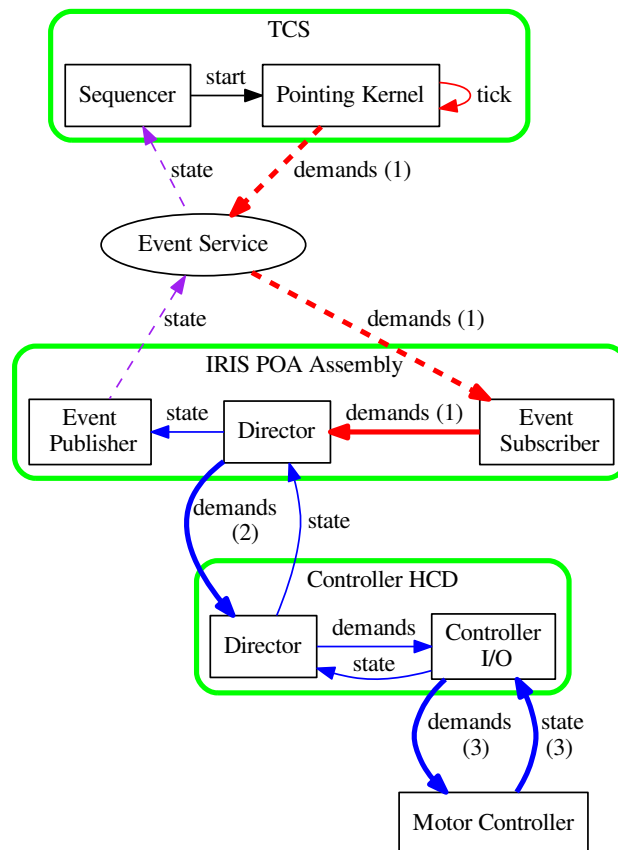 TCS
start
Sequencer
Pointing Kernel
tick
state
demands (1)
Event Service
state
demands (1)
IRIS POA Assembly
Event
Publisher
state
Director
demands (1)
Event
Subscriber
demands
(2)
state
Controller HCD
Director
demands
state
Controller
I/O
demands
(3)
state
(3)
Motor Controller